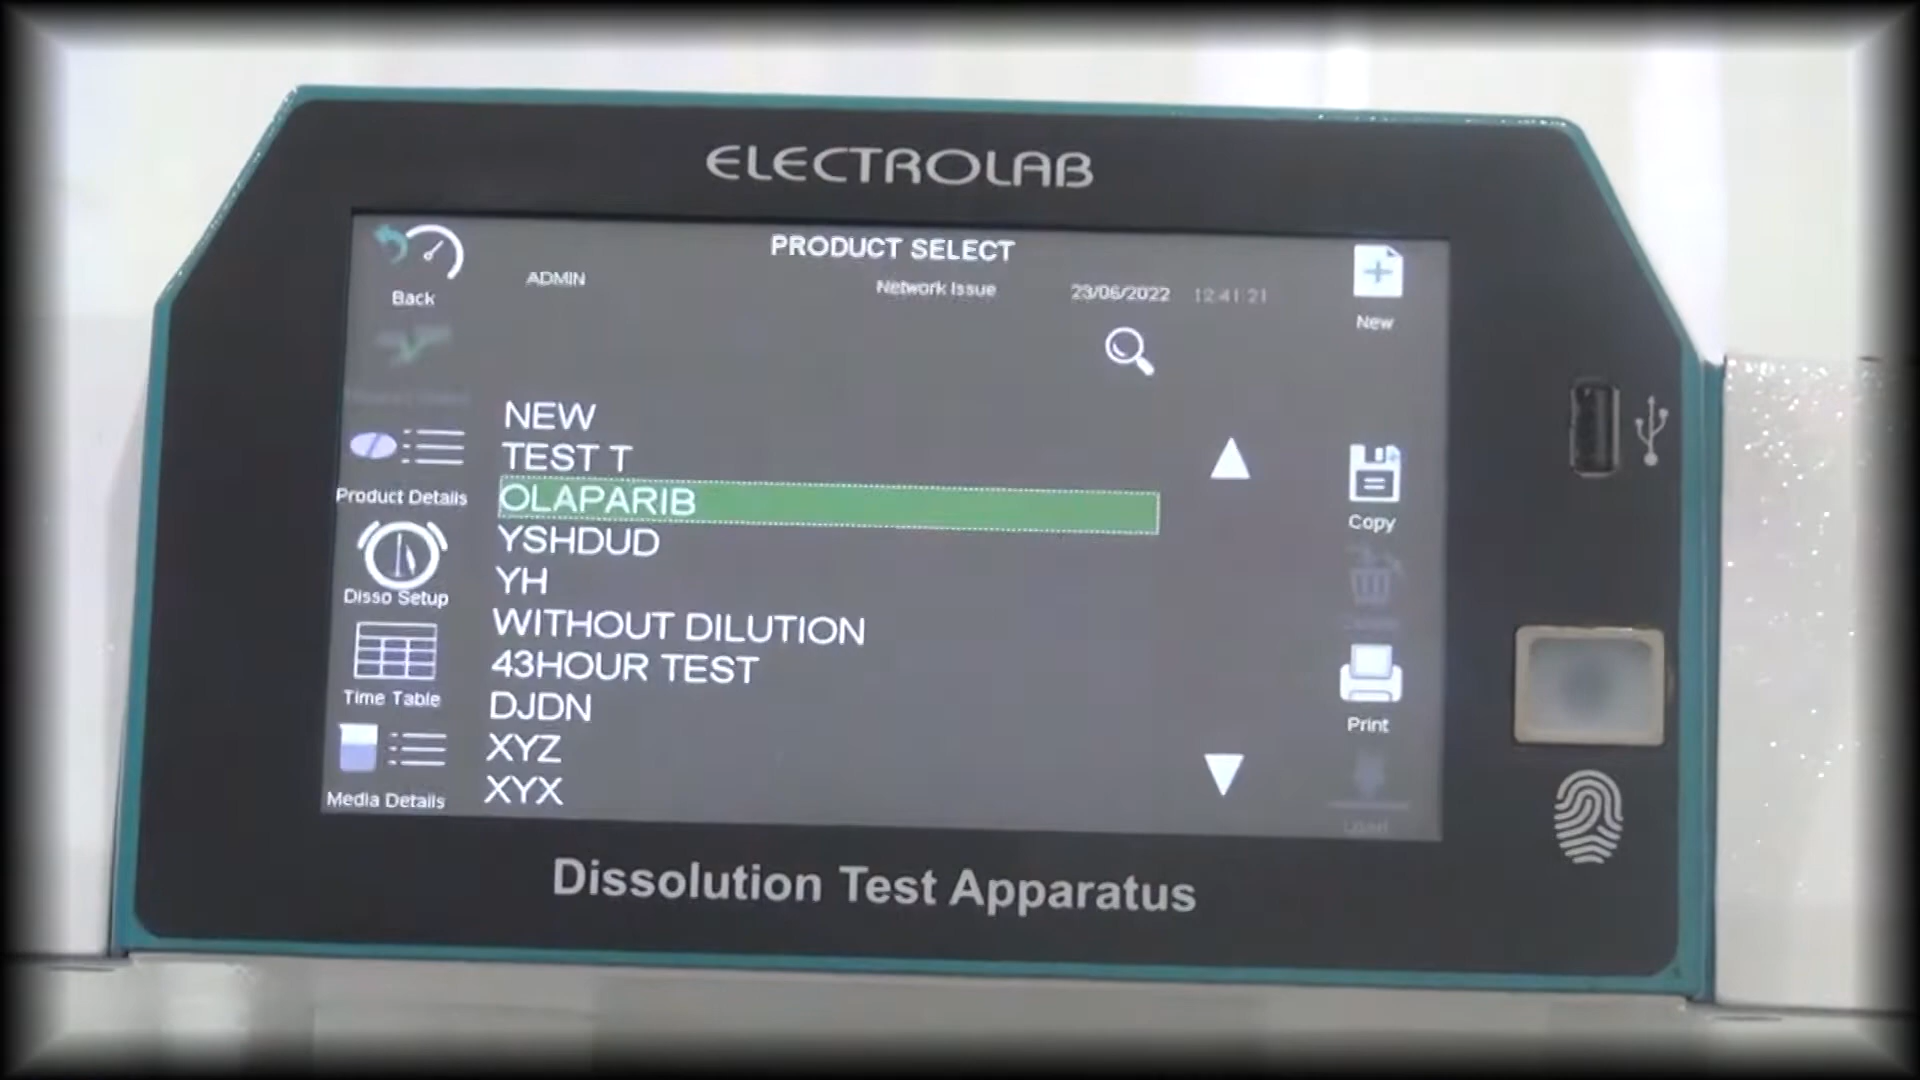 ELECTROLAB
PRODUCT SELECT
Back
ADMIN
Network Issue
23/06/2022
12:41:21
New
NEW
TEST T
OLAPARIB
YSHDUD
YH
WITHOUT DILUTION
43HOUR TEST
DJDN
XYZ
XYX
Product Details
Disso Setup
Time Table
Media Details
Copy
Print
Dissolution Test Apparatus